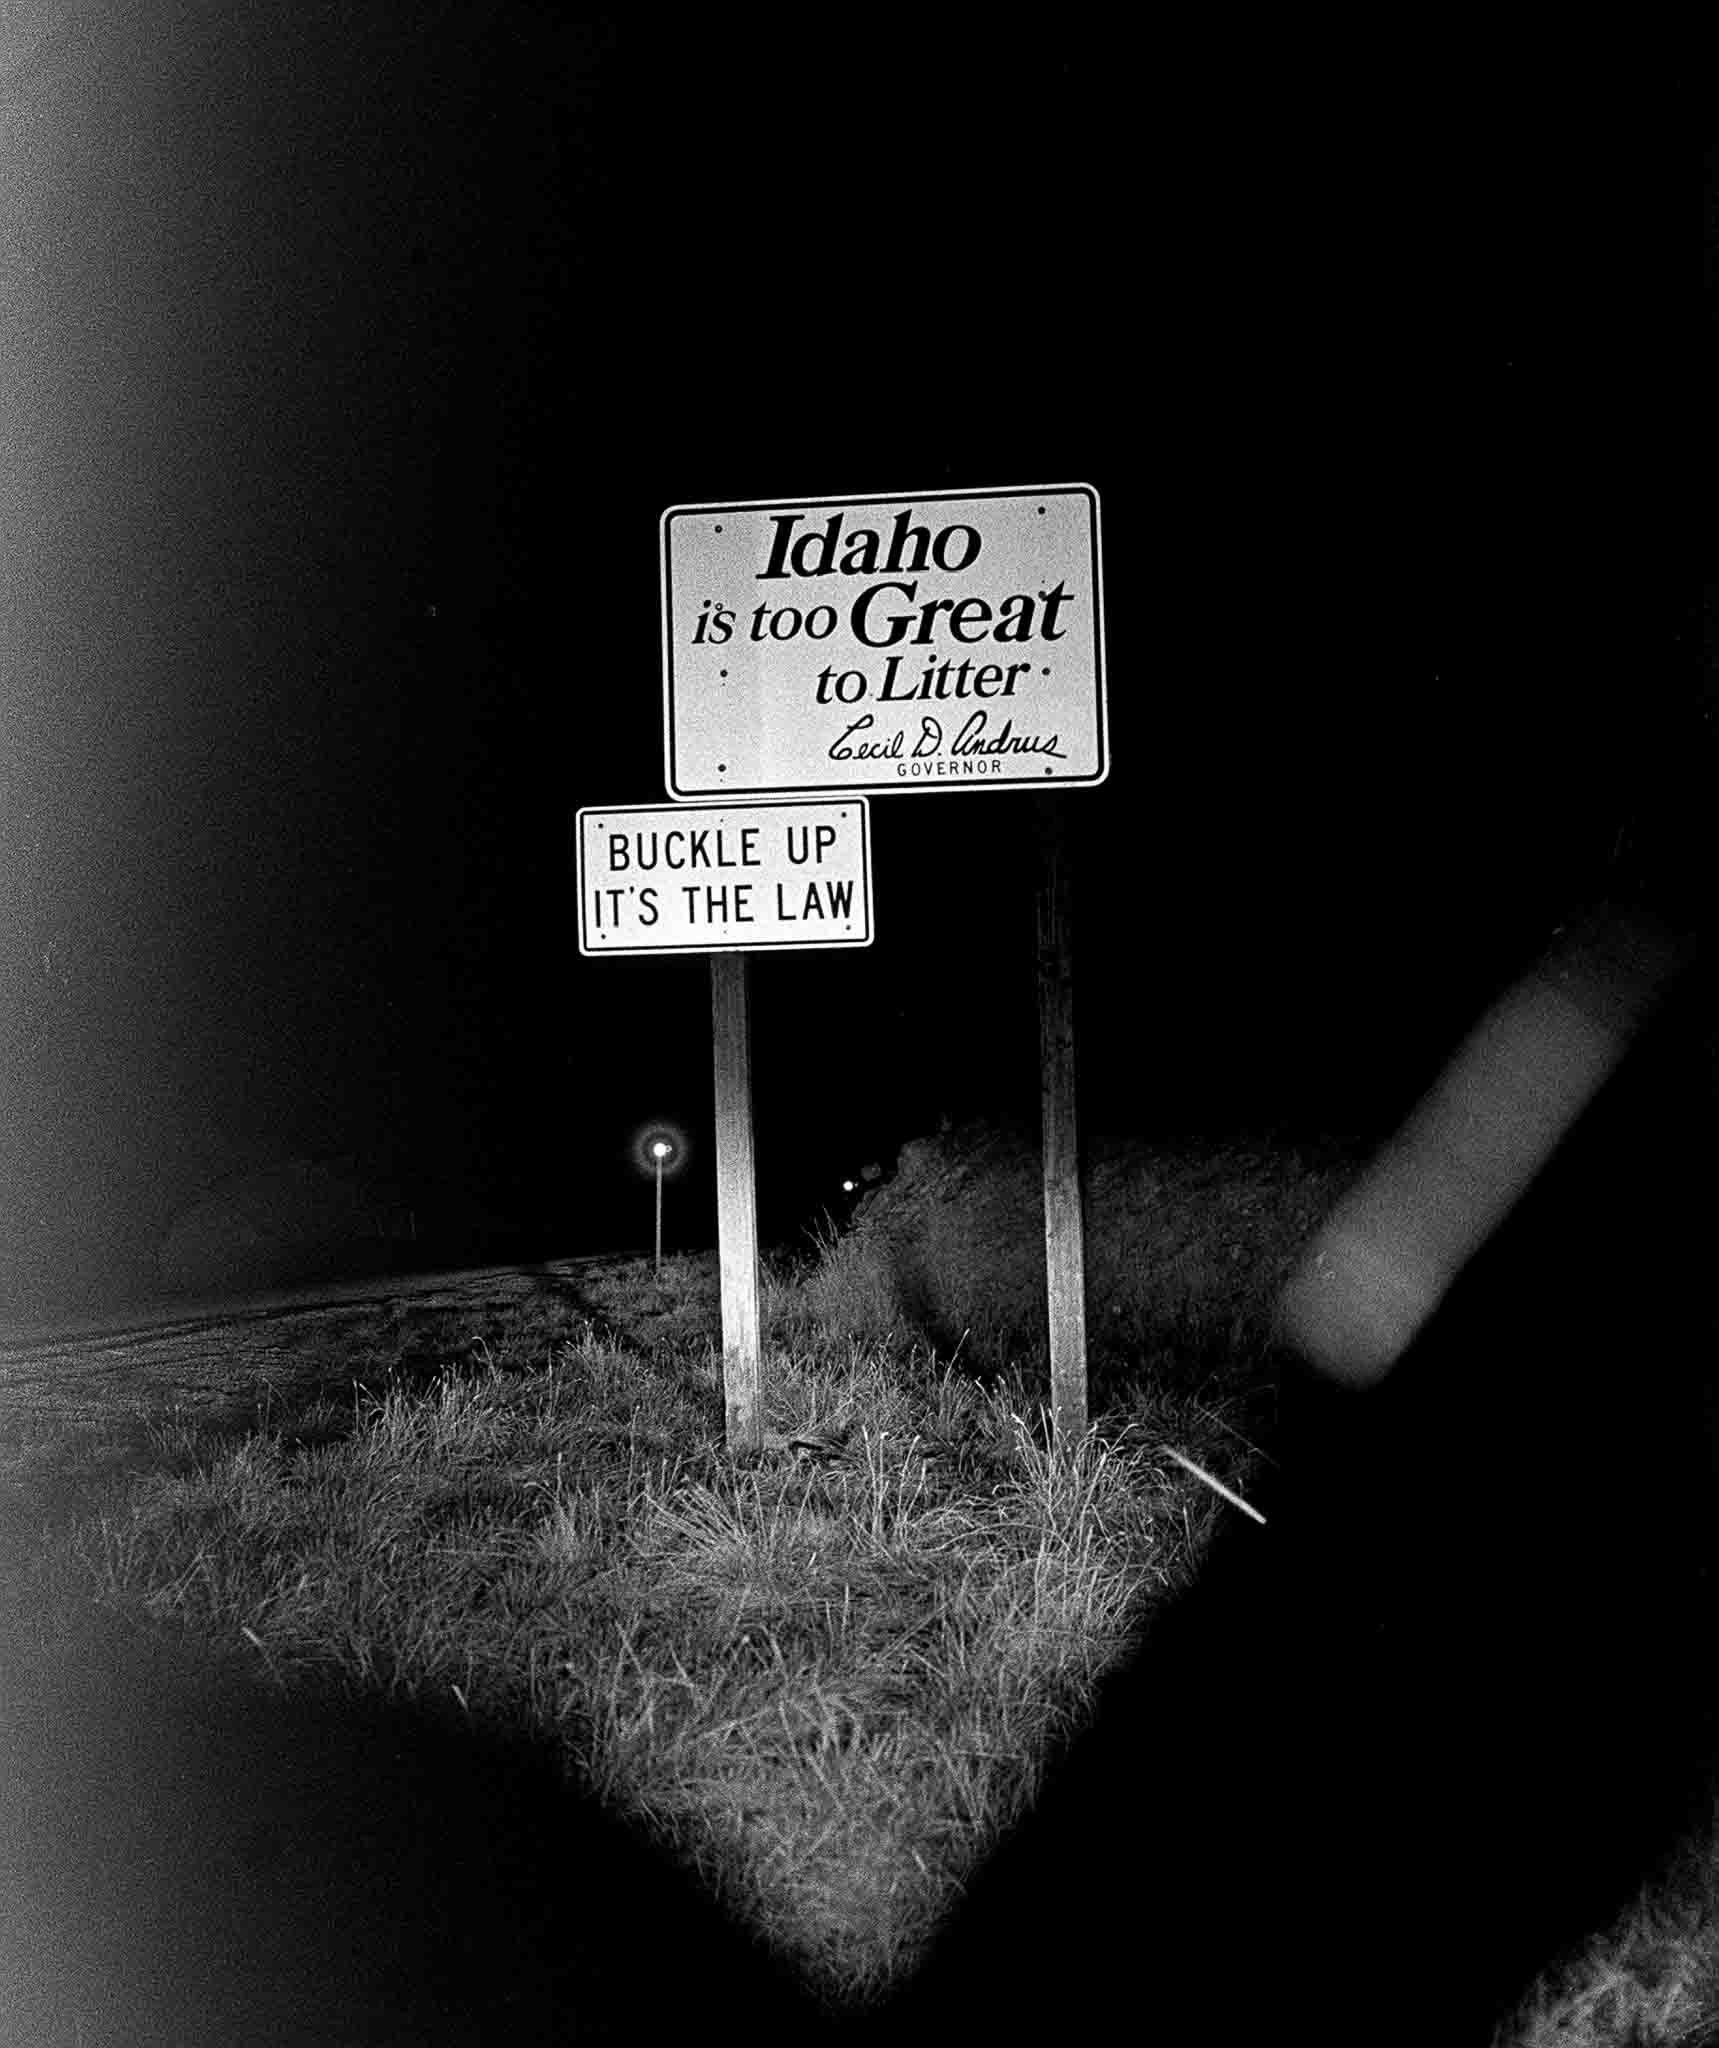 Idaho
is too Great
to Litter
Cecil D. Andrus
GOVERNOR
BUCKLE UP
IT'S THE LAW